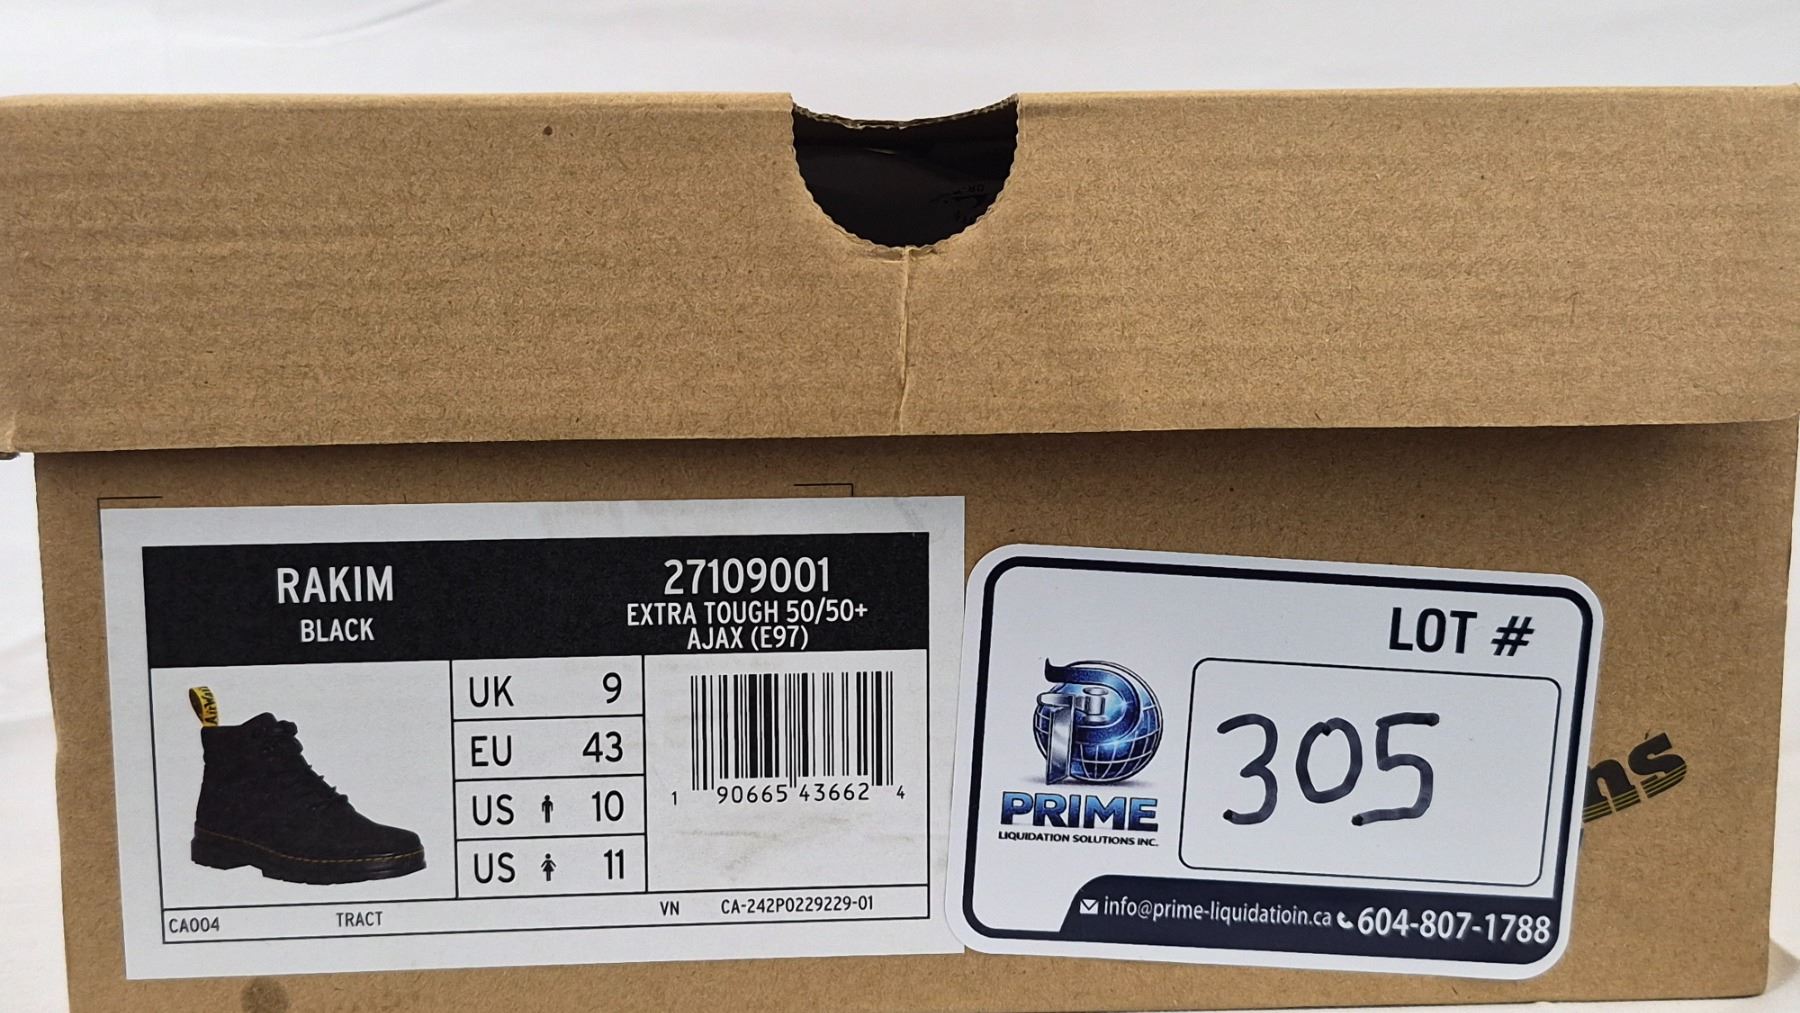 RAKIM
BLACK
27109001
EXTRA TOUGH 50/50+
AJAX (E97)
UK 9
EU 43
US 10
US 11
1 90665 43662 4
CA004 TRACT VN CA-242P0229229-01
LOT #
305
PRIME
LIQUIDATION SOLUTIONS INC.
info@prime-liquidatioin.ca 604-807-1788
ns